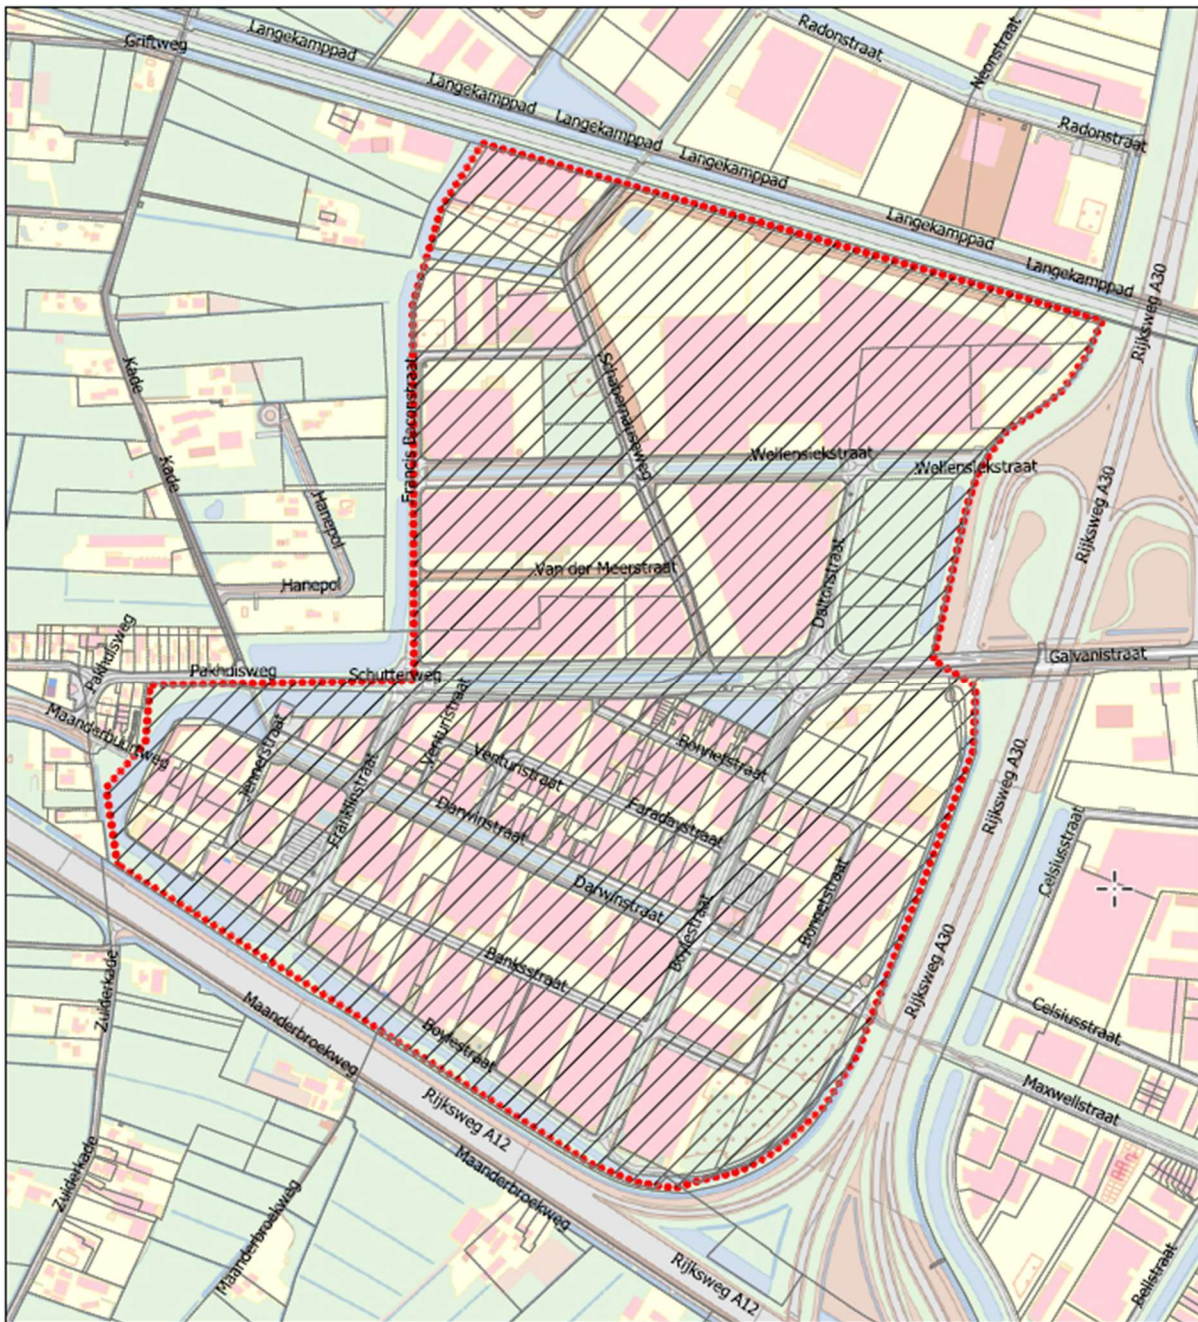 Griftweg
Langekamppad
Langekamppad
Langekamppad
Langekamppad
Langekamppad
Langekamppad
Radonstraat
Neonstraat
Radonstraat
Rijksweg A30
Kade
Kade
Francis Baconstraat
Schabernauseweg
Wellensiekstraat
Wellensiekstraat
Rijksweg A30
Hanepol
Hanepol
Van der Meerstraat
Daltonstraat
Pakhuisweg
Pakhuisweg
Schutterweg
Galvanistraat
Maanderbuurtweg
Jennerstraat
Franklinstraat
Venturistraat
Venturistraat
Bonnetstraat
Faradaystraat
Darwinstraat
Darwinstraat
Rijksweg A30
Celsiusstraat
Bonnetstraat
Boylestraat
Banksstraat
Rijksweg A30
Zuiderkade
Maanderbroekweg
Boylestraat
Celsiusstraat
Maxwellstraat
Rijksweg A12
Zuiderkade
Maanderbroekweg
Maanderbroekweg
Rijksweg A12
Bellstraat